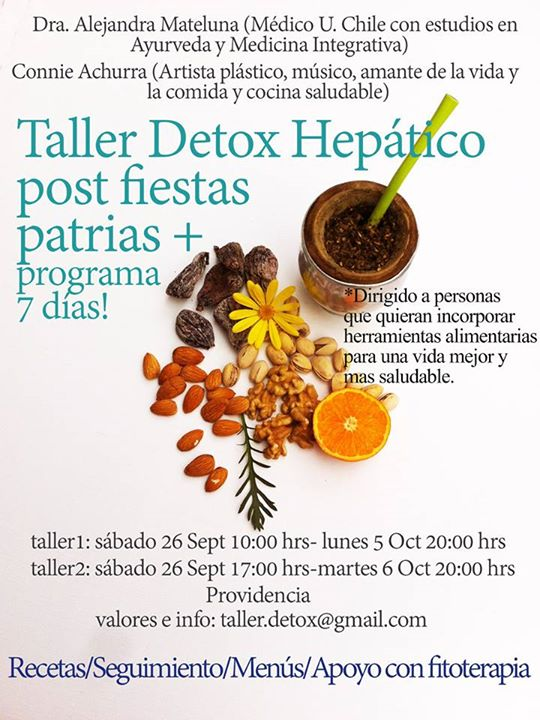 Dra. Alejandra Mateluna (Médico U. Chile con estudios en
Ayurveda y Medicina Integrativa)
Connie Achurra (Artista plástico, músico, amante de la vida y
la comida y cocina saludable)
Taller Detox Hepático
post fiestas
patrias +
programa
7 días!
*Dirigido a personas
que quieran incorporar
herramientas alimentarias
para una vida mejor y
mas saludable.
taller1: sábado 26 Sept 10:00 hrs- lunes 5 Oct 20:00 hrs
taller2: sábado 26 Sept 17:00 hrs-martes 6 Oct 20:00 hrs
Providencia
valores e info: taller.detox@gmail.com
Recetas/Seguimiento/Menús/Apoyo con fitoterapia